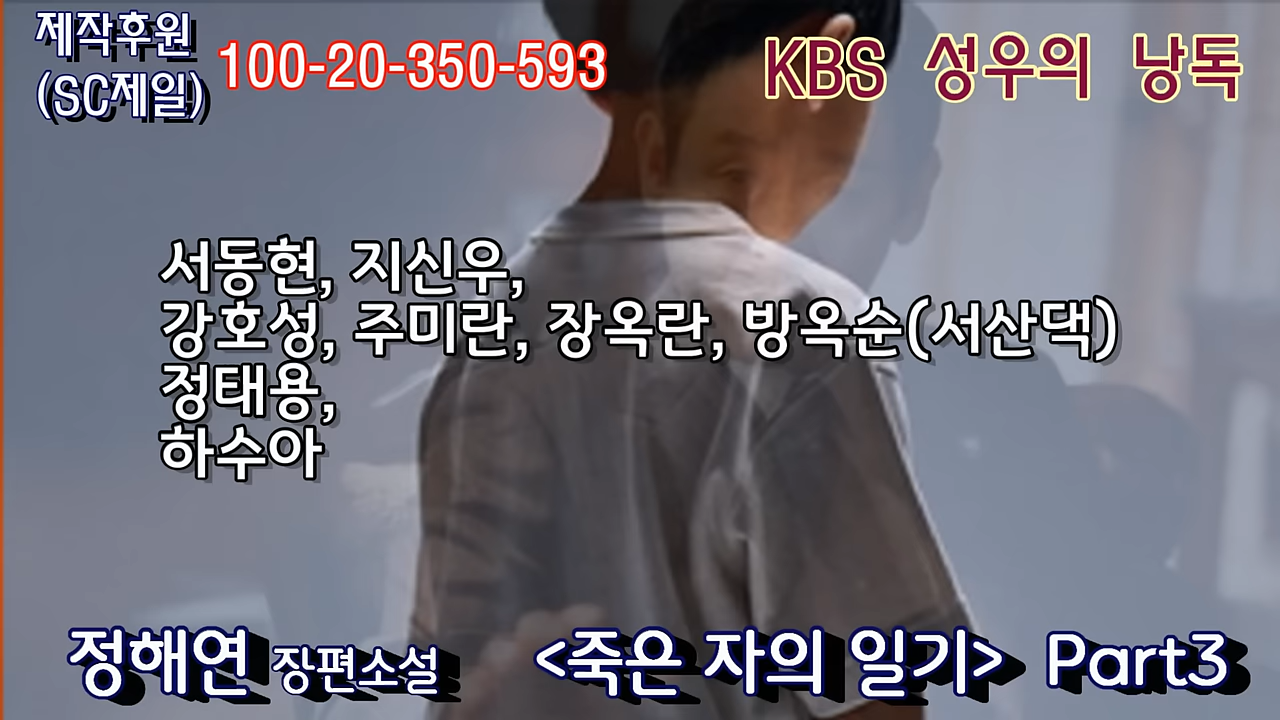 제작후원
(SC제일)
100-20-350-593
KBS 성우의 낭독
서동현, 지신우,
강호성, 주미란, 장옥란, 방옥순(서산댁)
정태용,
하수아
정해연 장편소설 <죽은 자의 일기> Part3